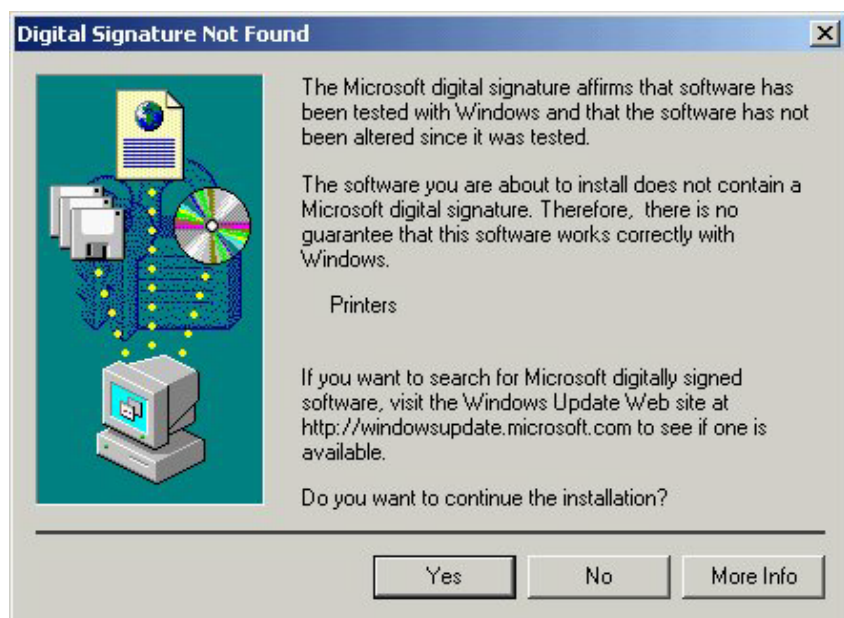 Digital Signature Not Found
The Microsoft digital signature affirms that software has
been tested with Windows and that the software has not
been altered since it was tested.
The software you are about to install does not contain a
Microsoft digital signature. Therefore,  there is no
guarantee that this software works correctly with
Windows.
Printers
If you want to search for Microsoft digitally signed
software, visit the Windows Update Web site at
http://windowsupdate.microsoft.com to see if one is
available.
Do you want to continue the installation?
Yes
No
More Info